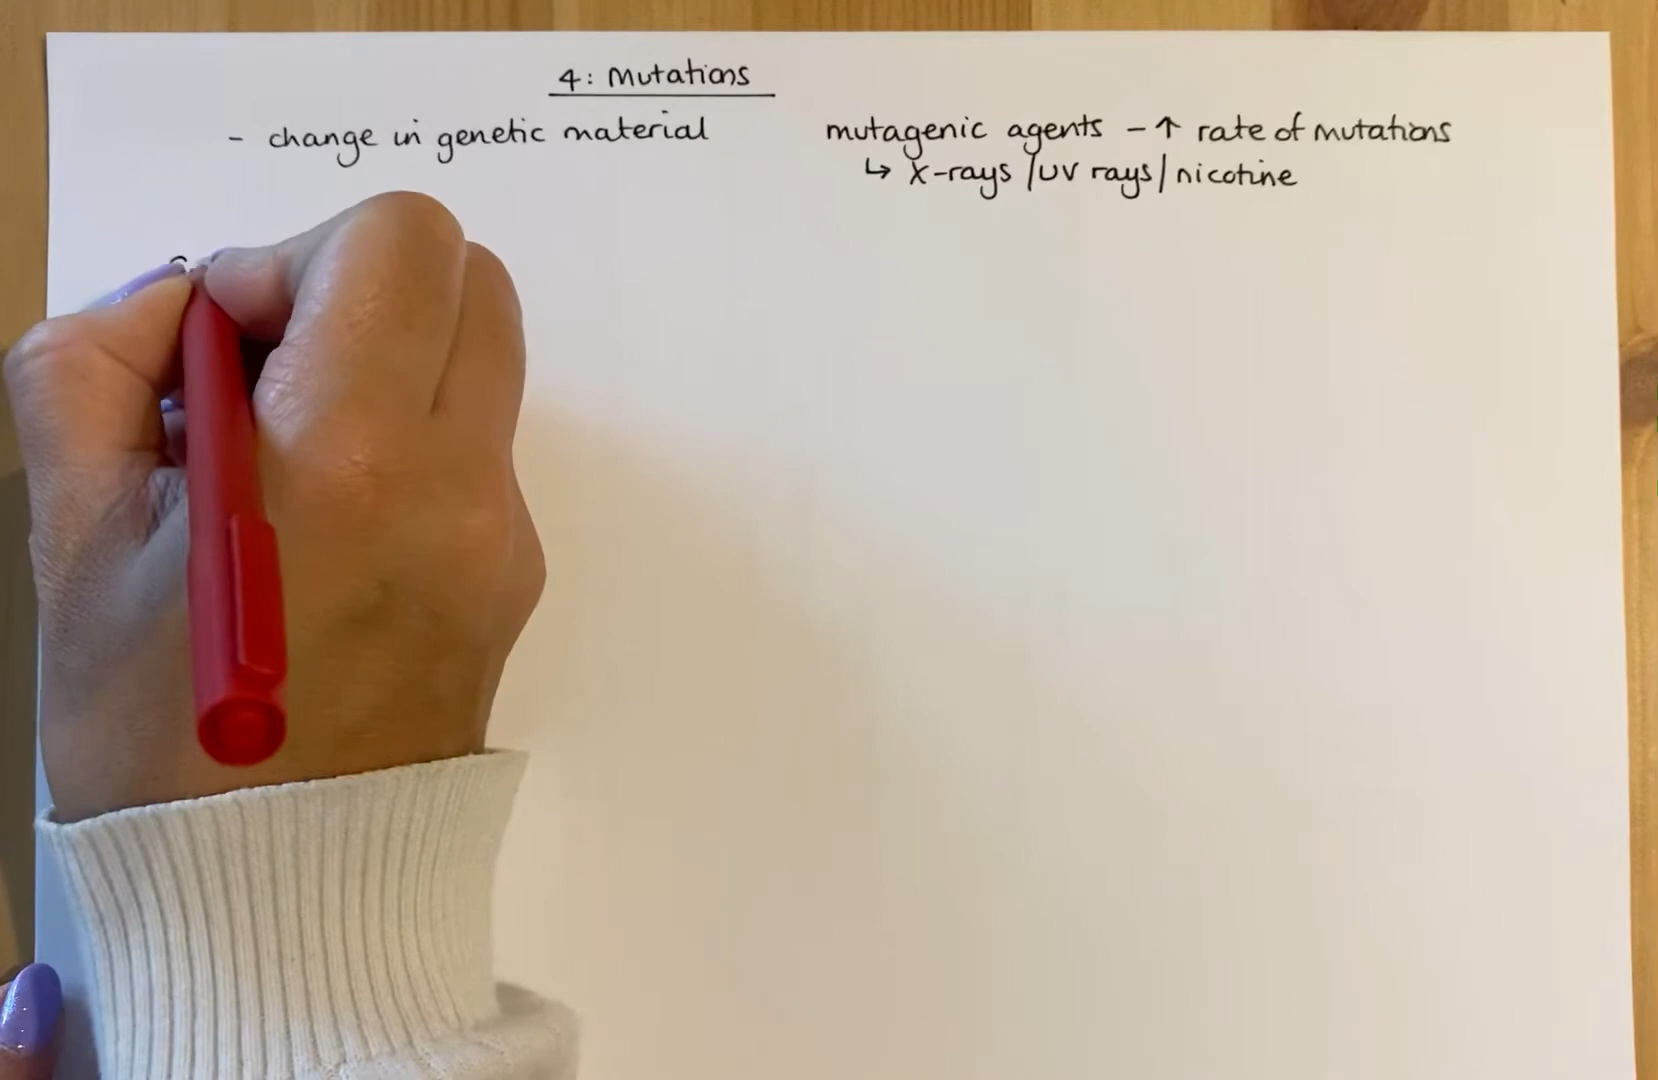 4: Mutations
- change in genetic material
mutagenic agents - ↑ rate of mutations
↳ X-rays / UV rays / nicotine